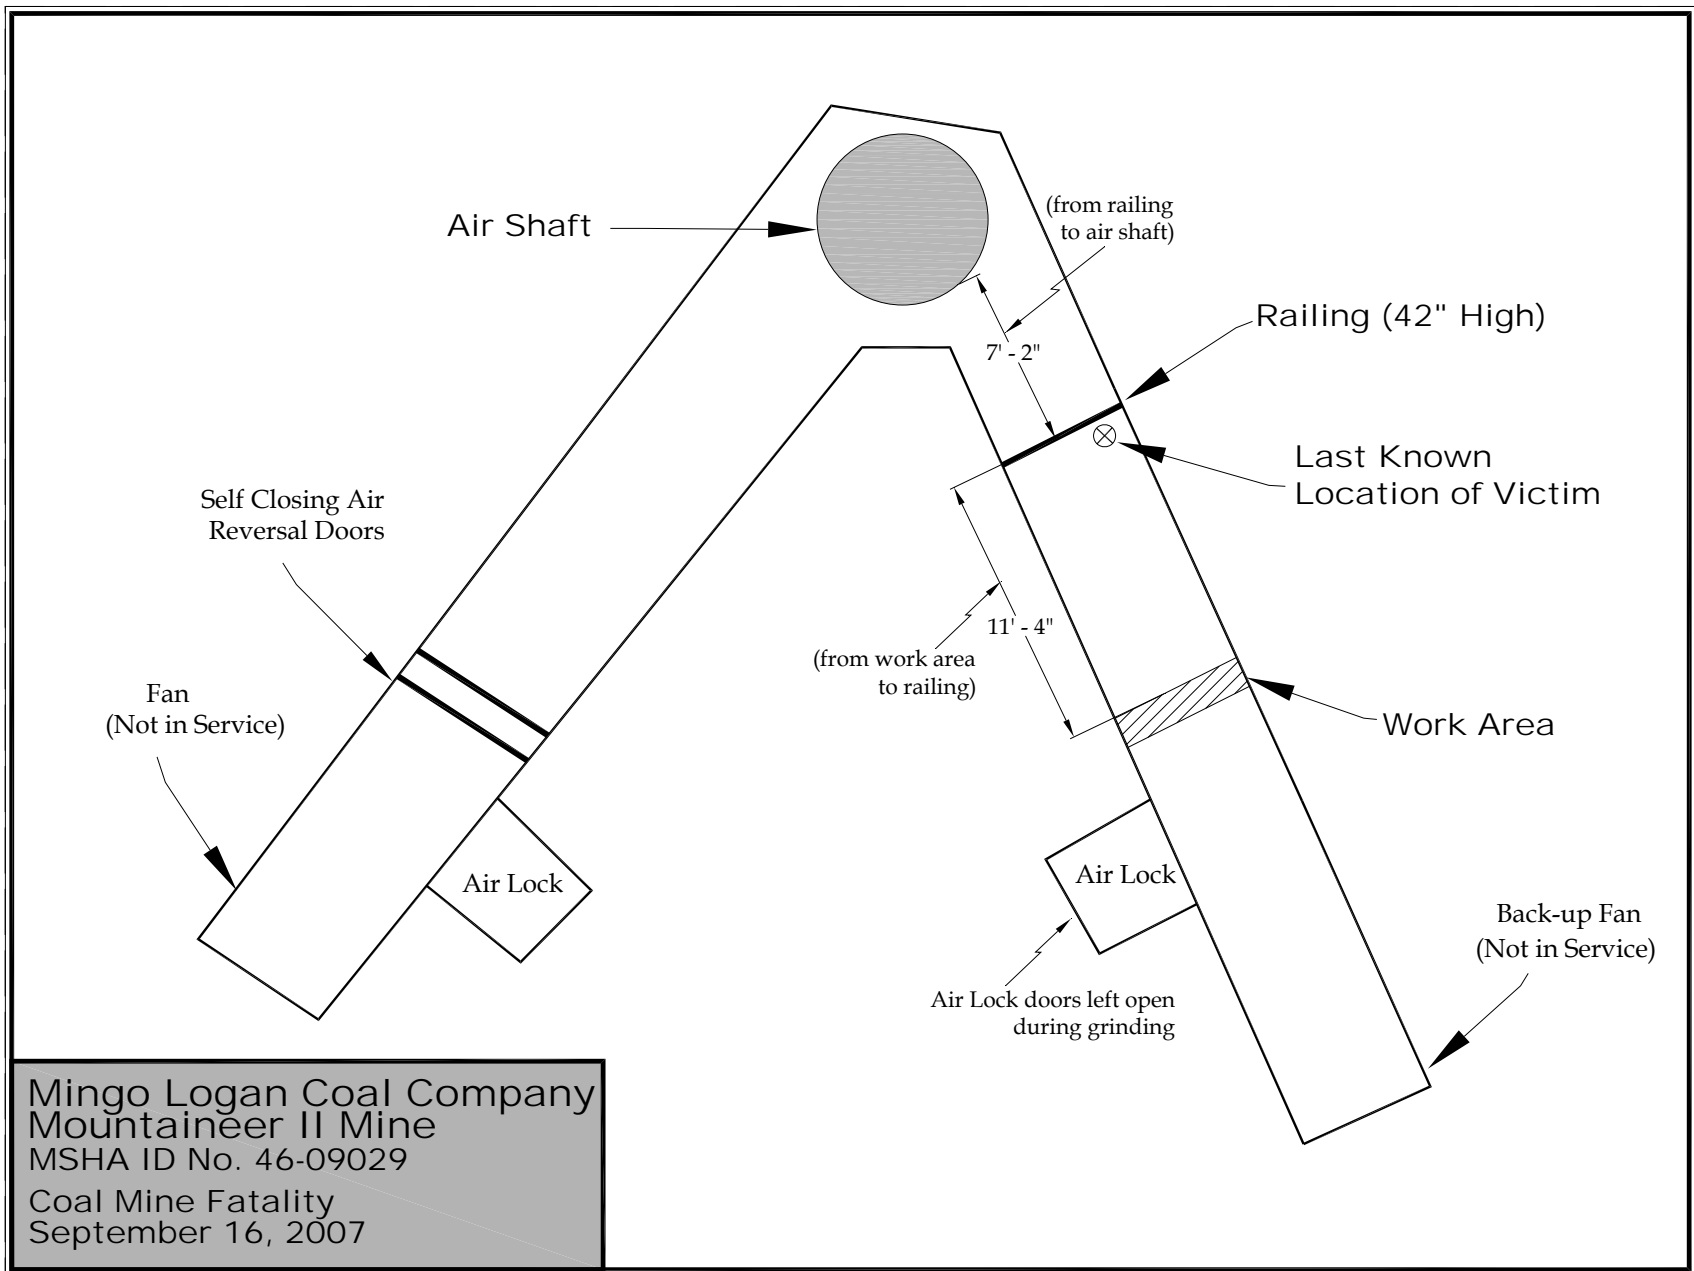 Air Shaft
(from railing
to air shaft)
Railing (42" High)
7' - 2"
Last Known
Location of Victim
Self Closing Air
Reversal Doors
11' - 4"
(from work area
to railing)
Fan
(Not in Service)
Work Area
Air Lock
Air Lock
Back-up Fan
(Not in Service)
Air Lock doors left open
during grinding
Mingo Logan Coal Company
Mountaineer II Mine
MSHA ID No. 46-09029
Coal Mine Fatality
September 16, 2007